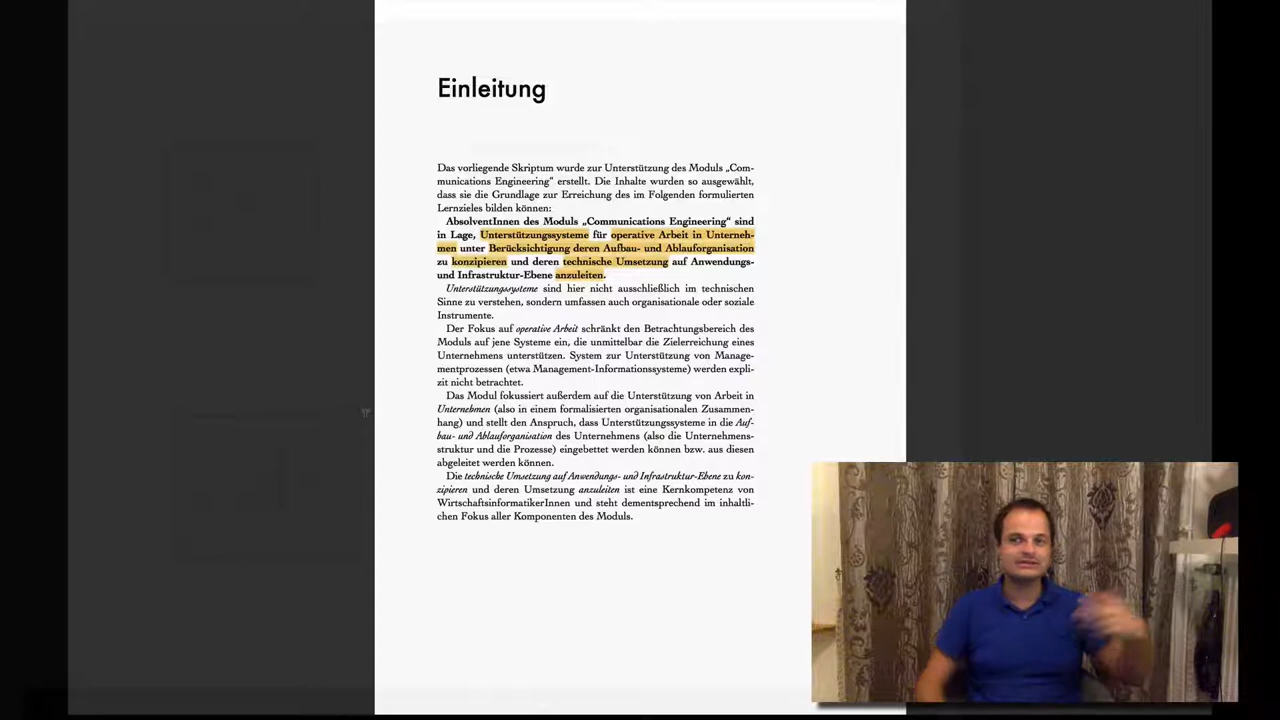 Einleitung
Das vorliegende Skriptum wurde zur Unterstützung des Moduls „Com-
munications Engineering“ erstellt. Die Inhalte wurden so ausgewählt,
dass sie die Grundlage zur Erreichung des im Folgenden formulierten
Lernzieles bilden können:
AbsolventInnen des Moduls „Communications Engineering“ sind
in Lage, Unterstützungssysteme für operative Arbeit in Unterneh-
men unter Berücksichtigung deren Aufbau- und Ablauforganisation
zu konzipieren und deren technische Umsetzung auf Anwendungs-
und Infrastruktur-Ebene anzuleiten.
Unterstützungssysteme sind hier nicht ausschließlich im technischen
Sinne zu verstehen, sondern umfassen auch organisationale oder soziale
Instrumente.
Der Fokus auf operative Arbeit schränkt den Betrachtungsbereich des
Moduls auf jene Systeme ein, die unmittelbar die Zielerreichung eines
Unternehmens unterstützen. System zur Unterstützung von Manage-
mentprozessen (etwa Management-Informationssysteme) werden expli-
zit nicht betrachtet.
Das Modul fokussiert außerdem auf die Unterstützung von Arbeit in
Unternehmen (also in einem formalisierten organisationalen Zusammen-
hang) und stellt den Anspruch, dass Unterstützungssysteme in die Auf-
bau- und Ablauforganisation des Unternehmens (also die Unternehmens-
struktur und die Prozesse) eingebettet werden können bzw. aus diesen
abgeleitet werden können.
Die technische Umsetzung auf Anwendungs- und Infrastruktur-Ebene zu kon-
zipieren und deren Umsetzung anzuleiten ist eine Kernkompetenz von
WirtschaftsinformatikerInnen und steht dementsprechend im inhaltli-
chen Fokus aller Komponenten des Moduls.